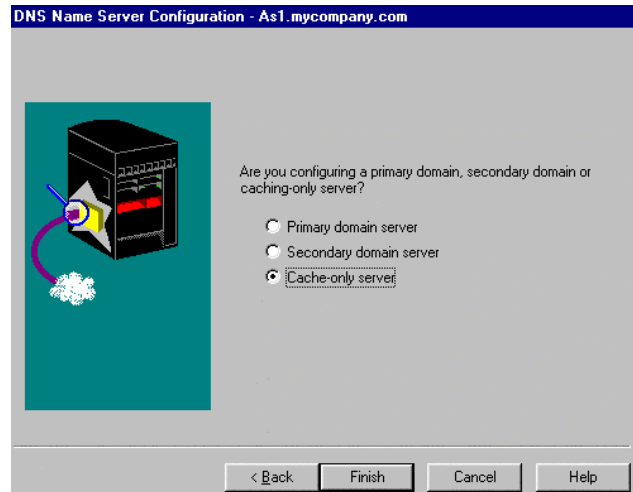 DNS Name Server Configuration - As1.mycompany.com
Are you configuring a primary domain, secondary domain or
caching-only server?
Primary domain server
Secondary domain server
Cache-only server
< Back
Finish
Cancel
Help